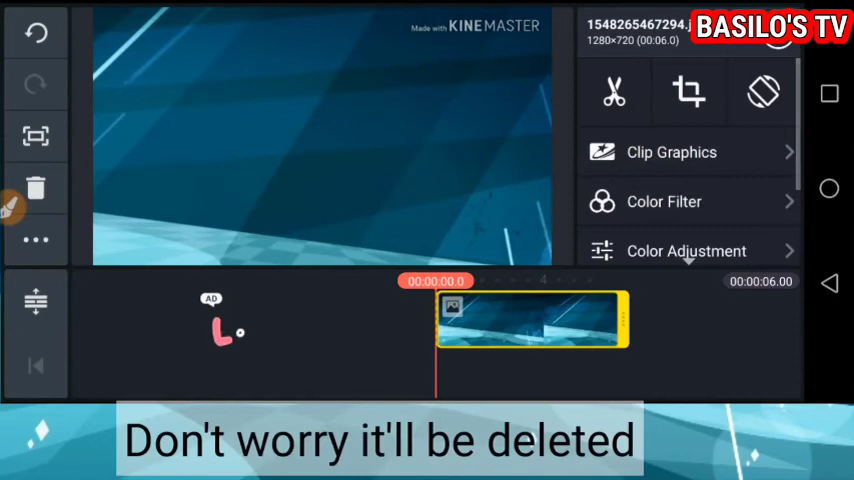 Made with KINEMASTER
1548265467294.j
1280×720 (00:06.0)
BASILO'S TV
Clip Graphics
Color Filter
Color Adjustment
00:00:00.0
4
00:00:06.00
AD
Don't worry it'll be deleted